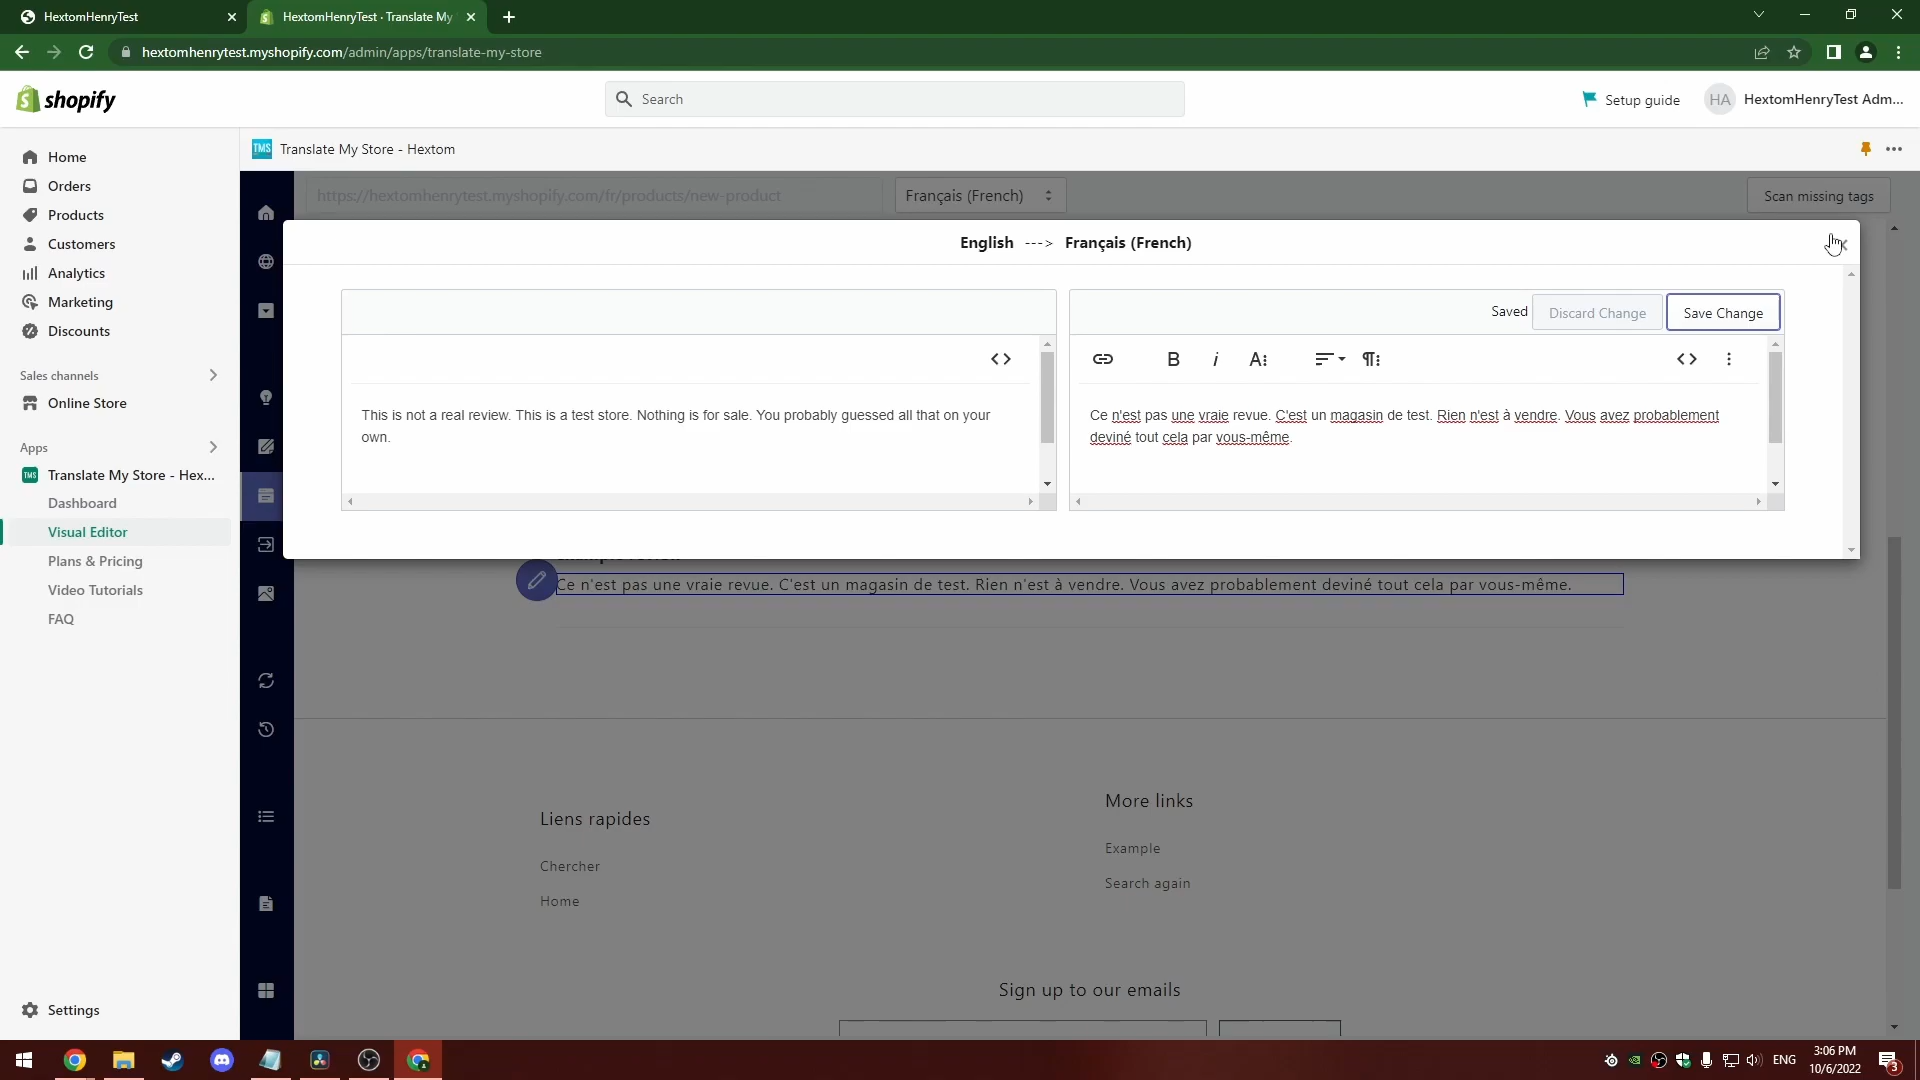 HextomHenryTest
HextomHenryTest · Translate My
hextomhenrytest.myshopify.com/admin/apps/translate-my-store
shopify
Search
Setup guide
HA
HextomHenryTest Adm...
Home
Orders
Products
Customers
Analytics
Marketing
Discounts
Sales channels
Online Store
Apps
TMS
Translate My Store - Hex...
Dashboard
Visual Editor
Plans & Pricing
Video Tutorials
FAQ
Settings
TMS
Translate My Store - Hextom
https://hextomhenrytest.myshopify.com/fr/products/new-product
Français (French)
Scan missing tags
English ---> Français (French)
Saved
Discard Change
Save Change
This is not a real review. This is a test store. Nothing is for sale. You probably guessed all that on your
own.
Ce n'est pas une vraie revue. C'est un magasin de test. Rien n'est à vendre. Vous avez probablement
deviné tout cela par vous-même.
Ce n'est pas une vraie revue. C'est un magasin de test. Rien n'est à vendre. Vous avez probablement deviné tout cela par vous-même.
Liens rapides
Chercher
Home
More links
Example
Search again
Sign up to our emails
ENG
3:06 PM
10/6/2022
3